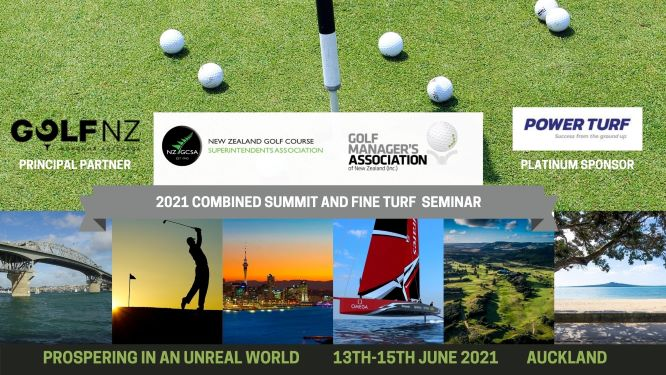 GOLFNZ
PRINCIPAL PARTNER
NZGCSA
NEW ZEALAND GOLF COURSE
SUPERINTENDENTS ASSOCIATION
GOLF
MANAGER'S
ASSOCIATION
of New Zealand (Inc.)
POWER TURF
Success from the ground up
PLATINUM SPONSOR
2021 COMBINED SUMMIT AND FINE TURF SEMINAR
OMEGA
PROSPERING IN AN UNREAL WORLD 13TH-15TH JUNE 2021 AUCKLAND